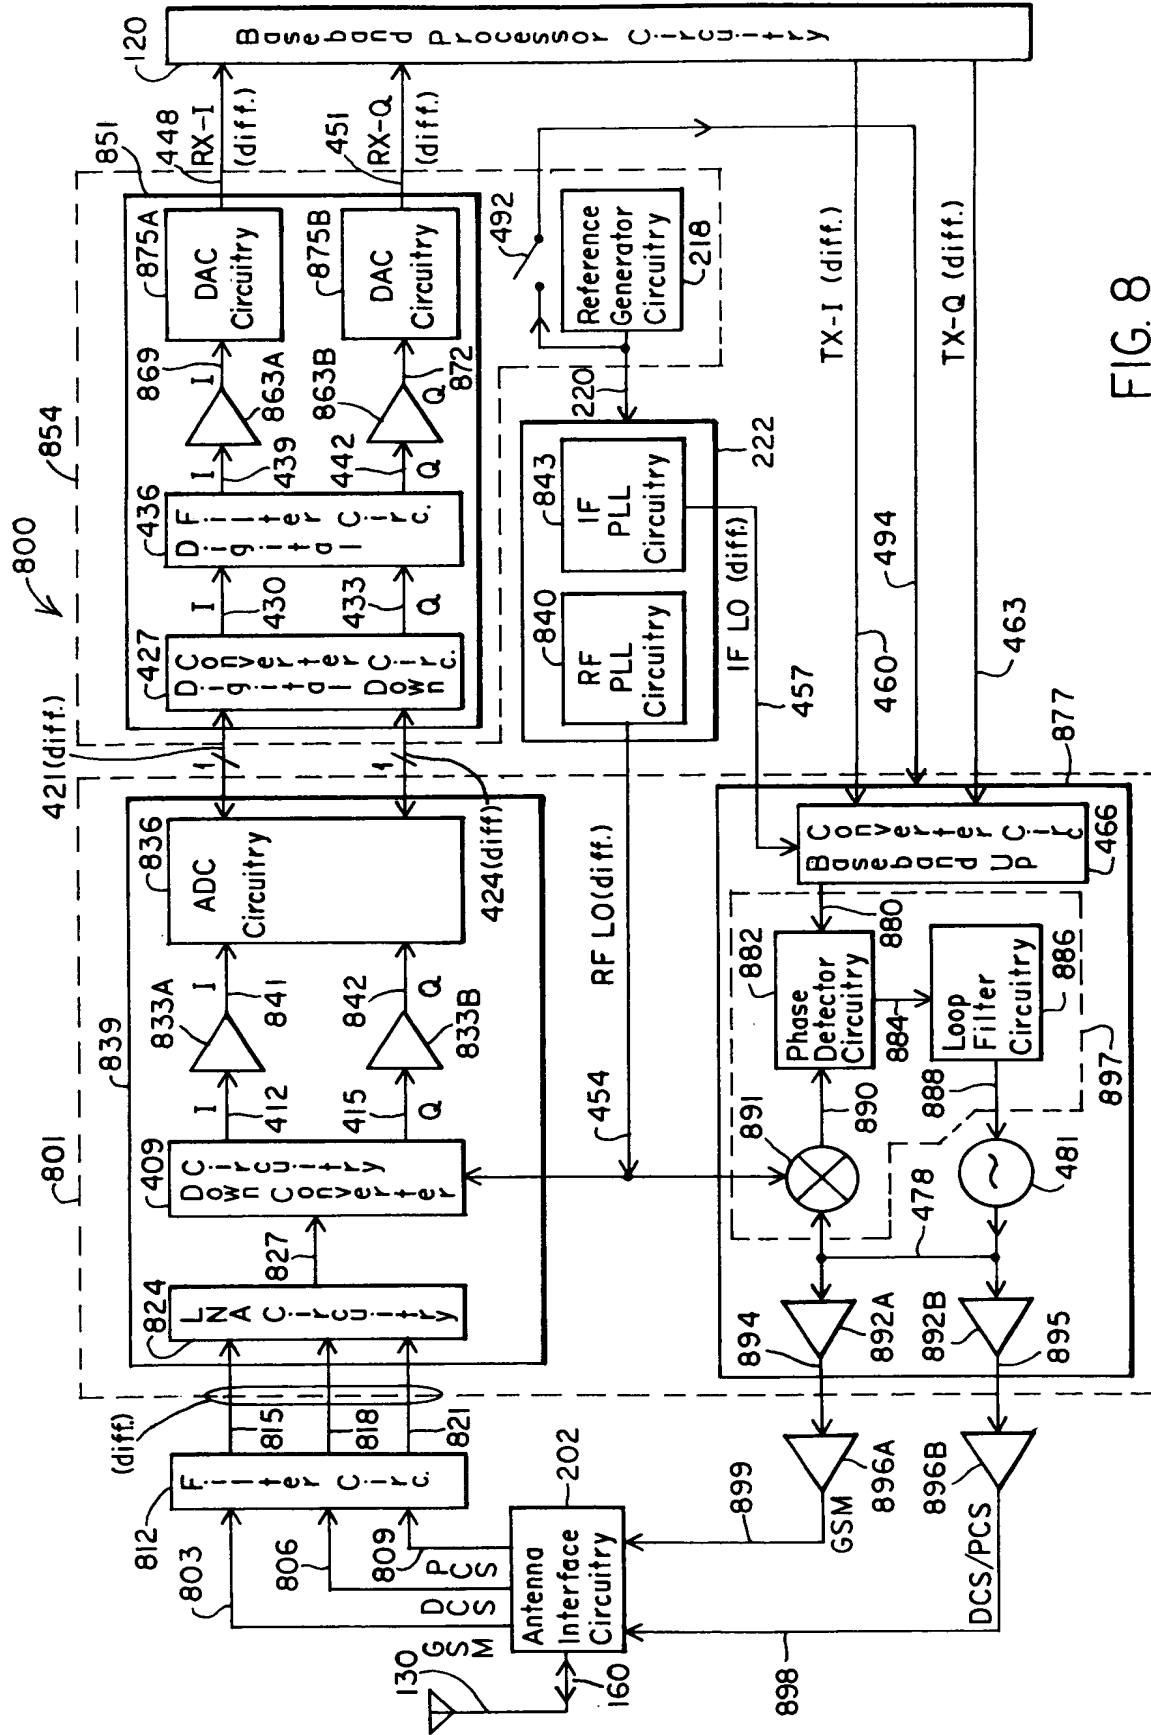 800
854
801
839
851
120
Baseband Processor Circuitry
448
RX-I
(diff.)
451
RX-Q
(diff.)
875A
DAC
Circuitry
875B
DAC
Circuitry
869
I
863A
863B
872
Q
I
439
442
Q
436
Digital
Filter Circ.
I
430
433
Q
427
Digital Down
Converter Circ.
421(diff.)
1
1
424(diff)
836
ADC
Circuitry
833A
I
841
842
Q
833B
I
412
415
Q
409
Down Converter
Circuitry
827
824
LNA Circuitry
(diff.)
815
818
821
812
Filter Circ.
803
806
809
GSM
DCS
PCS
130
160
202
Antenna
Interface
Circuitry
492
Reference
Generator
Circuitry
218
220
222
843
IF
PLL
Circuitry
840
RF
PLL
Circuitry
IF LO (diff.)
457
RF LO(diff.)
454
TX-I (diff.)
TX-Q (diff.)
460
494
463
877
Baseband Up
Converter Circ
466
880
882
Phase
Detector
Circuitry
884
Loop
Filter
Circuitry
886
888
897
890
891
481
478
892A
892B
894
895
896A
GSM
896B
DCS/PCS
899
898
FIG. 8